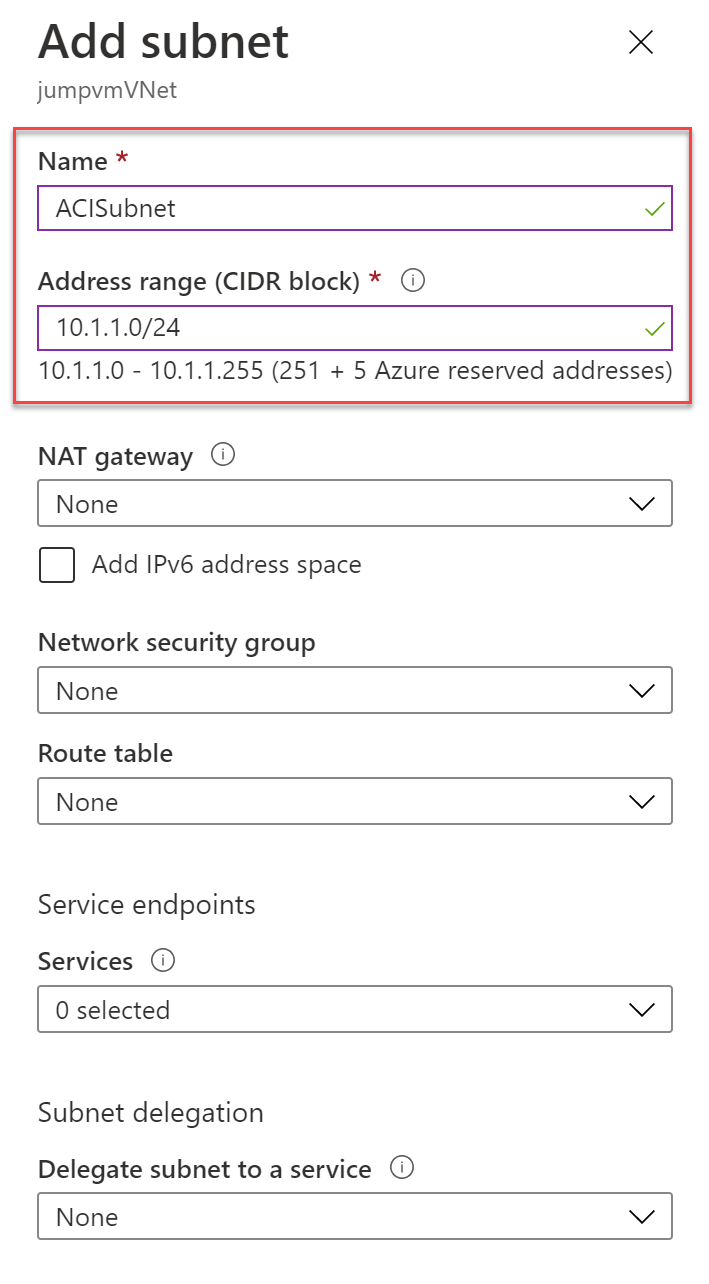 Add subnet
jumpvmVNet
Name *
ACISubnet
Address range (CIDR block) *
10.1.1.0/24
10.1.1.0 - 10.1.1.255 (251 + 5 Azure reserved addresses)
NAT gateway
None
Add IPv6 address space
Network security group
None
Route table
None
Service endpoints
Services
0 selected
Subnet delegation
Delegate subnet to a service
None